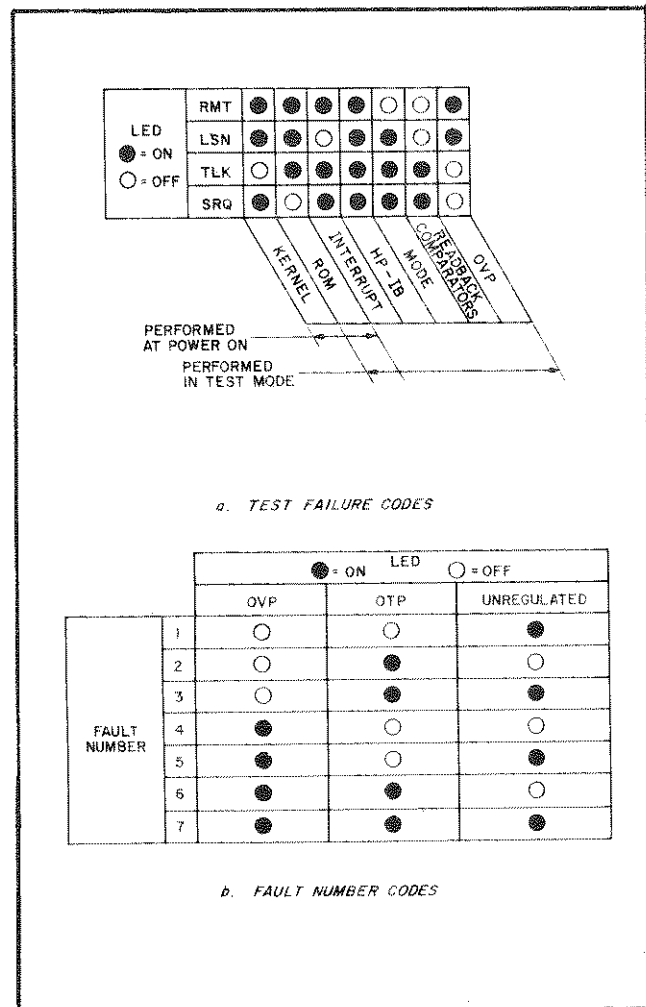 RMT
LED
LSN
= ON
= OFF
TLK
SRQ
KERNEL
ROM
INTERRUPT
HP-IB
MODE
READBACK
COMPARATORS
OVP
PERFORMED
AT POWER ON
PERFORMED
IN TEST MODE
a. TEST FAILURE CODES
LED
= ON
= OFF
OVP OTP UNREGULATED
1
2
3
FAULT
NUMBER
4
5
6
7
b. FAULT NUMBER CODES